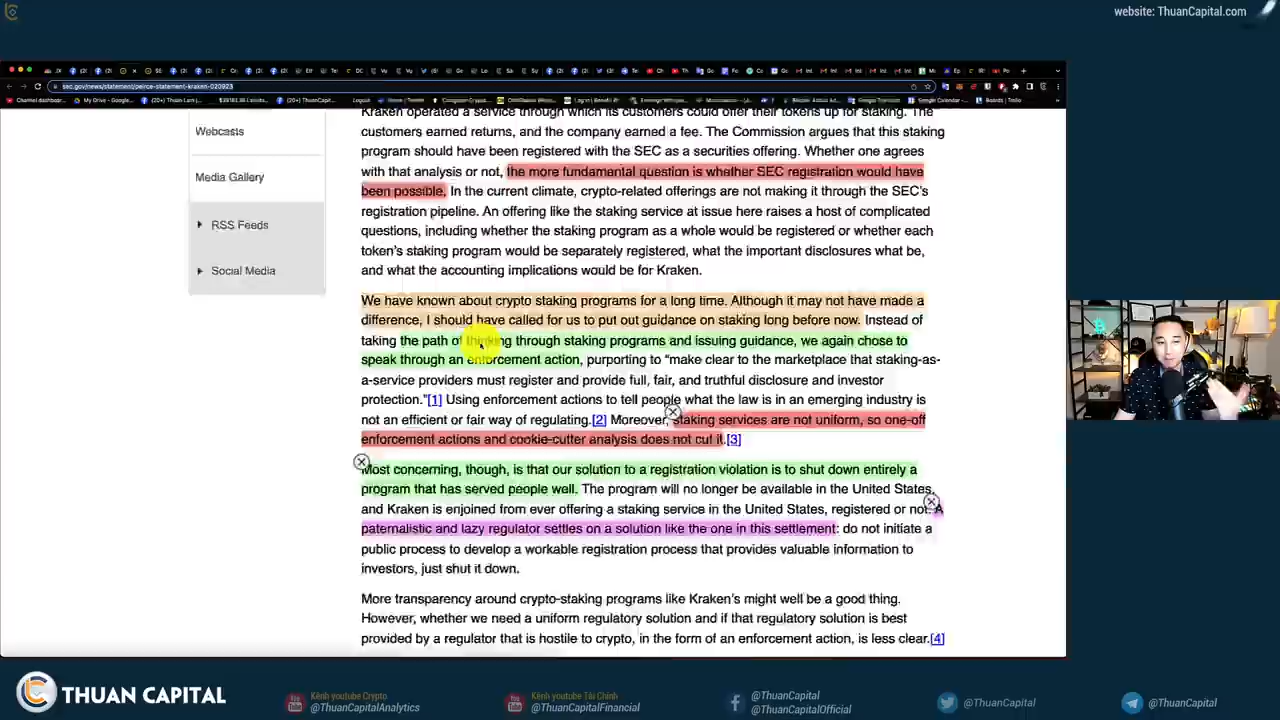 website: ThuanCapital.com
sec.gov/news/statement/peirce-statement-kraken-020923
Webcasts
Media Gallery
RSS Feeds
Social Media
Kraken operated a service through which its customers could offer their tokens up for staking. The
customers earned returns, and the company earned a fee. The Commission argues that this staking
program should have been registered with the SEC as a securities offering. Whether one agrees
with that analysis or not, the more fundamental question is whether SEC registration would have
been possible. In the current climate, crypto-related offerings are not making it through the SEC's
registration pipeline. An offering like the staking service at issue here raises a host of complicated
questions, including whether the staking program as a whole would be registered or whether each
token's staking program would be separately registered, what the important disclosures would be,
and what the accounting implications would be for Kraken.
We have known about crypto staking programs for a long time. Although it may not have made a
difference, I should have called for us to put out guidance on staking long before now. Instead of
taking the path of thinking through staking programs and issuing guidance, we again chose to
speak through an enforcement action, purporting to “make clear to the marketplace that staking-as-
a-service providers must register and provide full, fair, and truthful disclosure and investor
protection.”[1] Using enforcement actions to tell people what the law is in an emerging industry is
not an efficient or fair way of regulating.[2] Moreover, staking services are not uniform, so one-off
enforcement actions and cookie-cutter analysis does not cut it.[3]
Most concerning, though, is that our solution to a registration violation is to shut down entirely a
program that has served people well. The program will no longer be available in the United States,
and Kraken is enjoined from ever offering a staking service in the United States, registered or not. A
paternalistic and lazy regulator settles on a solution like the one in this settlement: do not initiate a
public process to develop a workable registration process that provides valuable information to
investors, just shut it down.
More transparency around crypto-staking programs like Kraken's might well be a good thing.
However, whether we need a uniform regulatory solution and if that regulatory solution is best
provided by a regulator that is hostile to crypto, in the form of an enforcement action, is less clear.[4]
THUAN CAPITAL
Kênh youtube Crypto
@ThuanCapitalAnalytics
Kênh youtube Tài Chính
@ThuanCapitalFinancial
@ThuanCapital
@ThuanCapitalOfficial
@ThuanCapital
@ThuanCapital